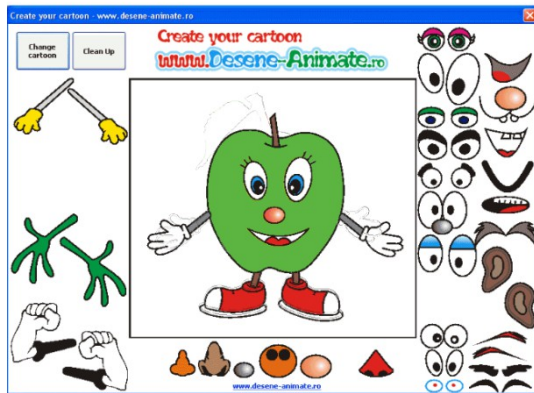 Create your cartoon - www.desene-animate.ro
Change
cartoon
Clean Up
Create your cartoon
www.Desene-Animate.ro
www.desene-animate.ro